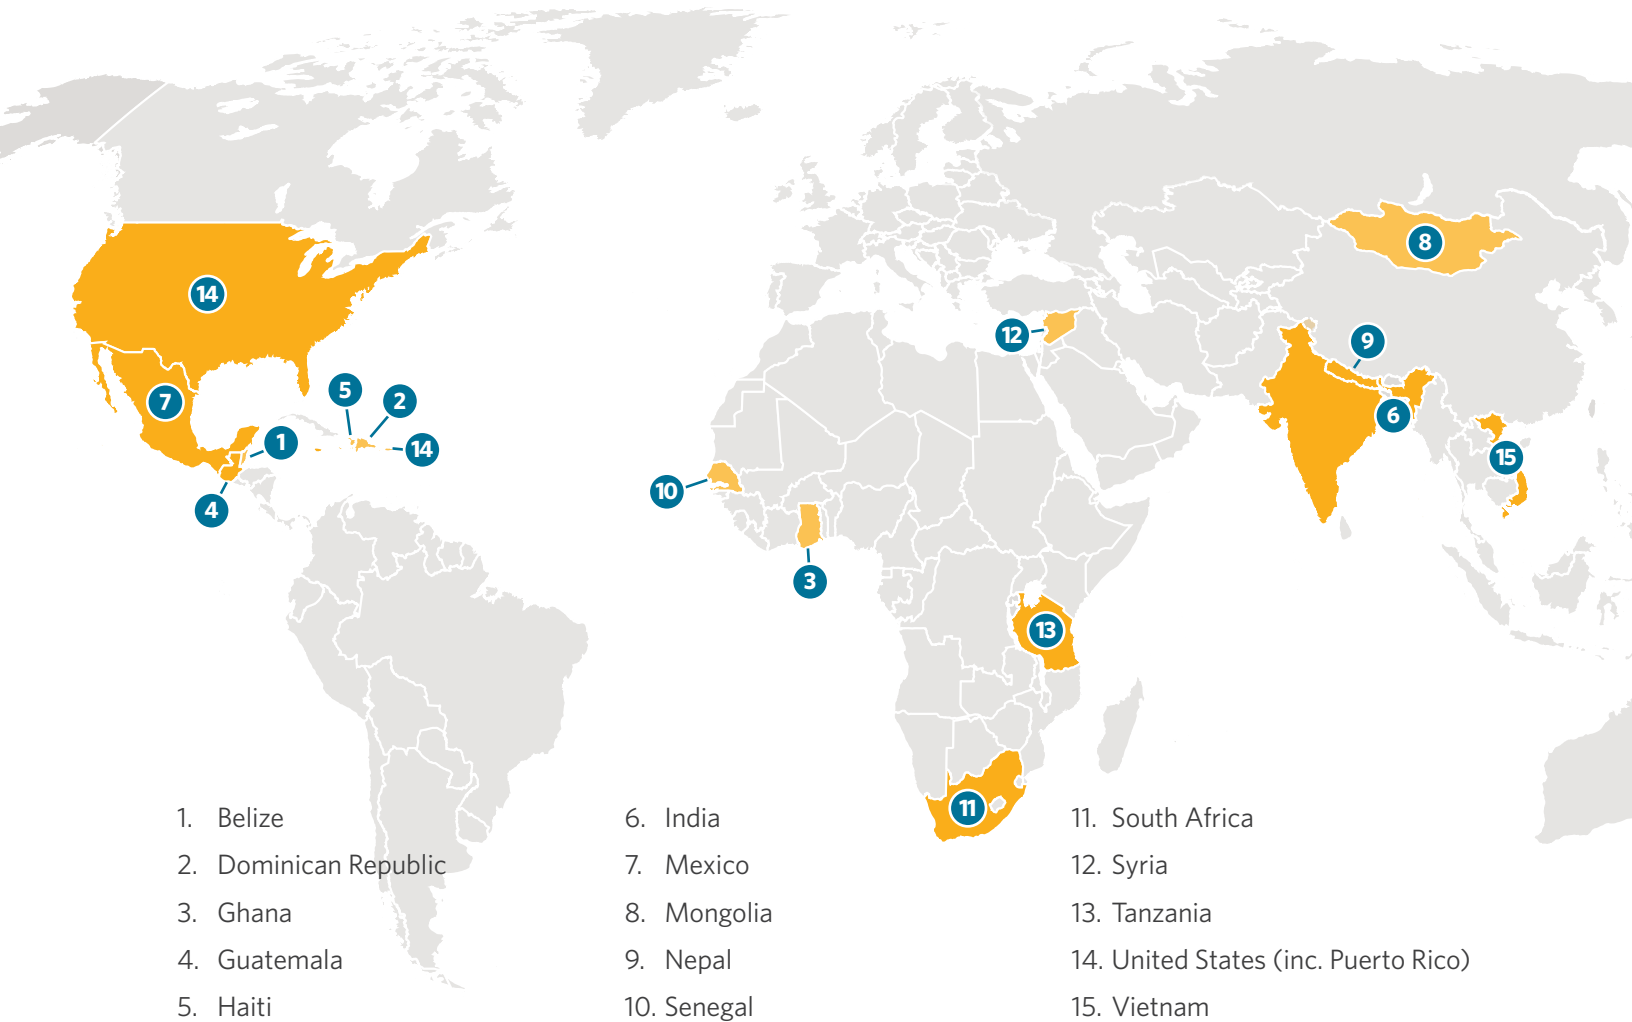 14
8
12
9
5
2
7
6
1
14
15
10
4
3
13
11
1. Belize
2. Dominican Republic
3. Ghana
4. Guatemala
5. Haiti
6. India
7. Mexico
8. Mongolia
9. Nepal
10. Senegal
11. South Africa
12. Syria
13. Tanzania
14. United States (inc. Puerto Rico)
15. Vietnam